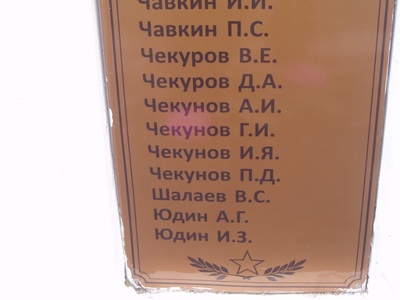 Чавкин И.И.
Чавкин П.С.
Чекуров В.Е.
Чекуров Д.А.
Чекунов А.И.
Чекунов Г.И.
Чекунов И.Я.
Чекунов П.Д.
Шалаев В.С.
Юдин А.Г.
Юдин И.З.